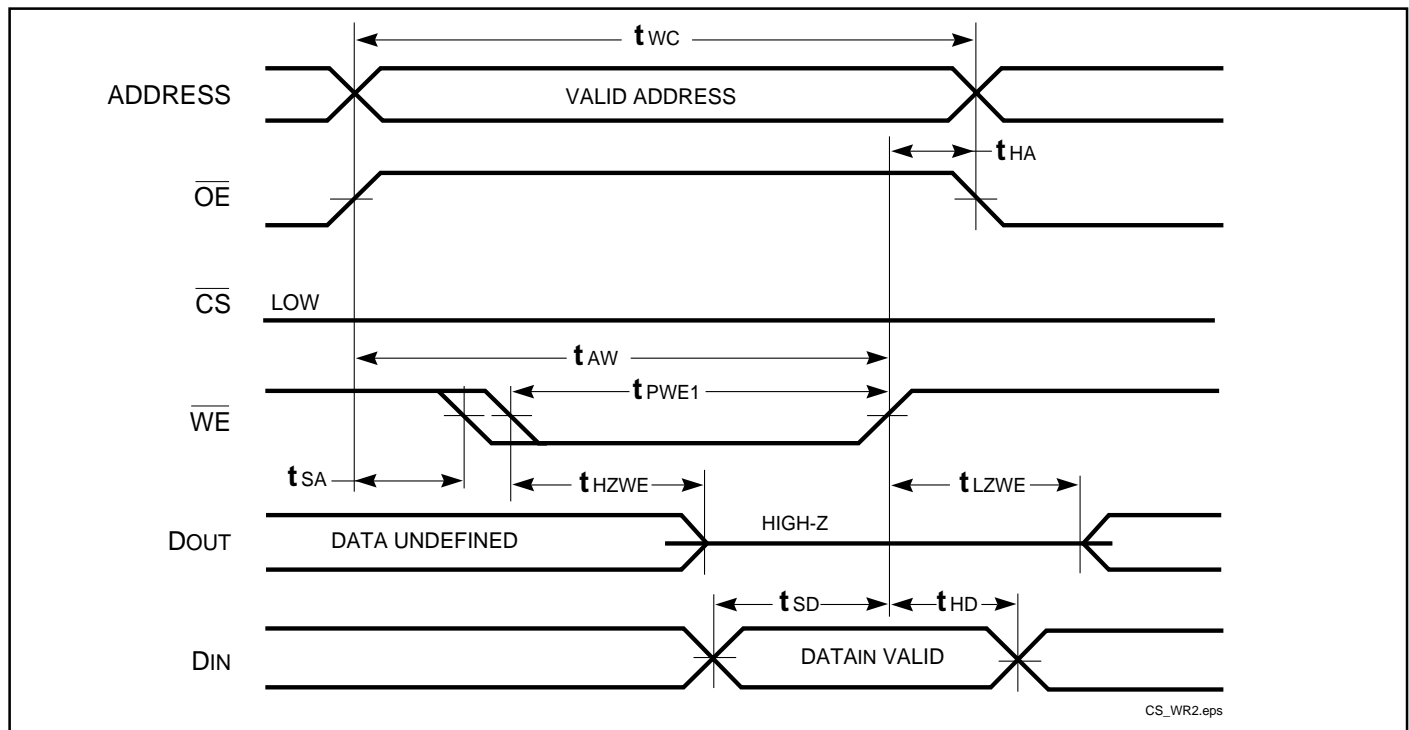 tWC
ADDRESS
VALID ADDRESS
tHA
OE
CS
LOW
tAW
tPWE1
WE
tSA
tHZWE
tLZWE
HIGH-Z
DOUT
DATA UNDEFINED
tSD
tHD
DIN
DATAIN VALID
CS_WR2.eps